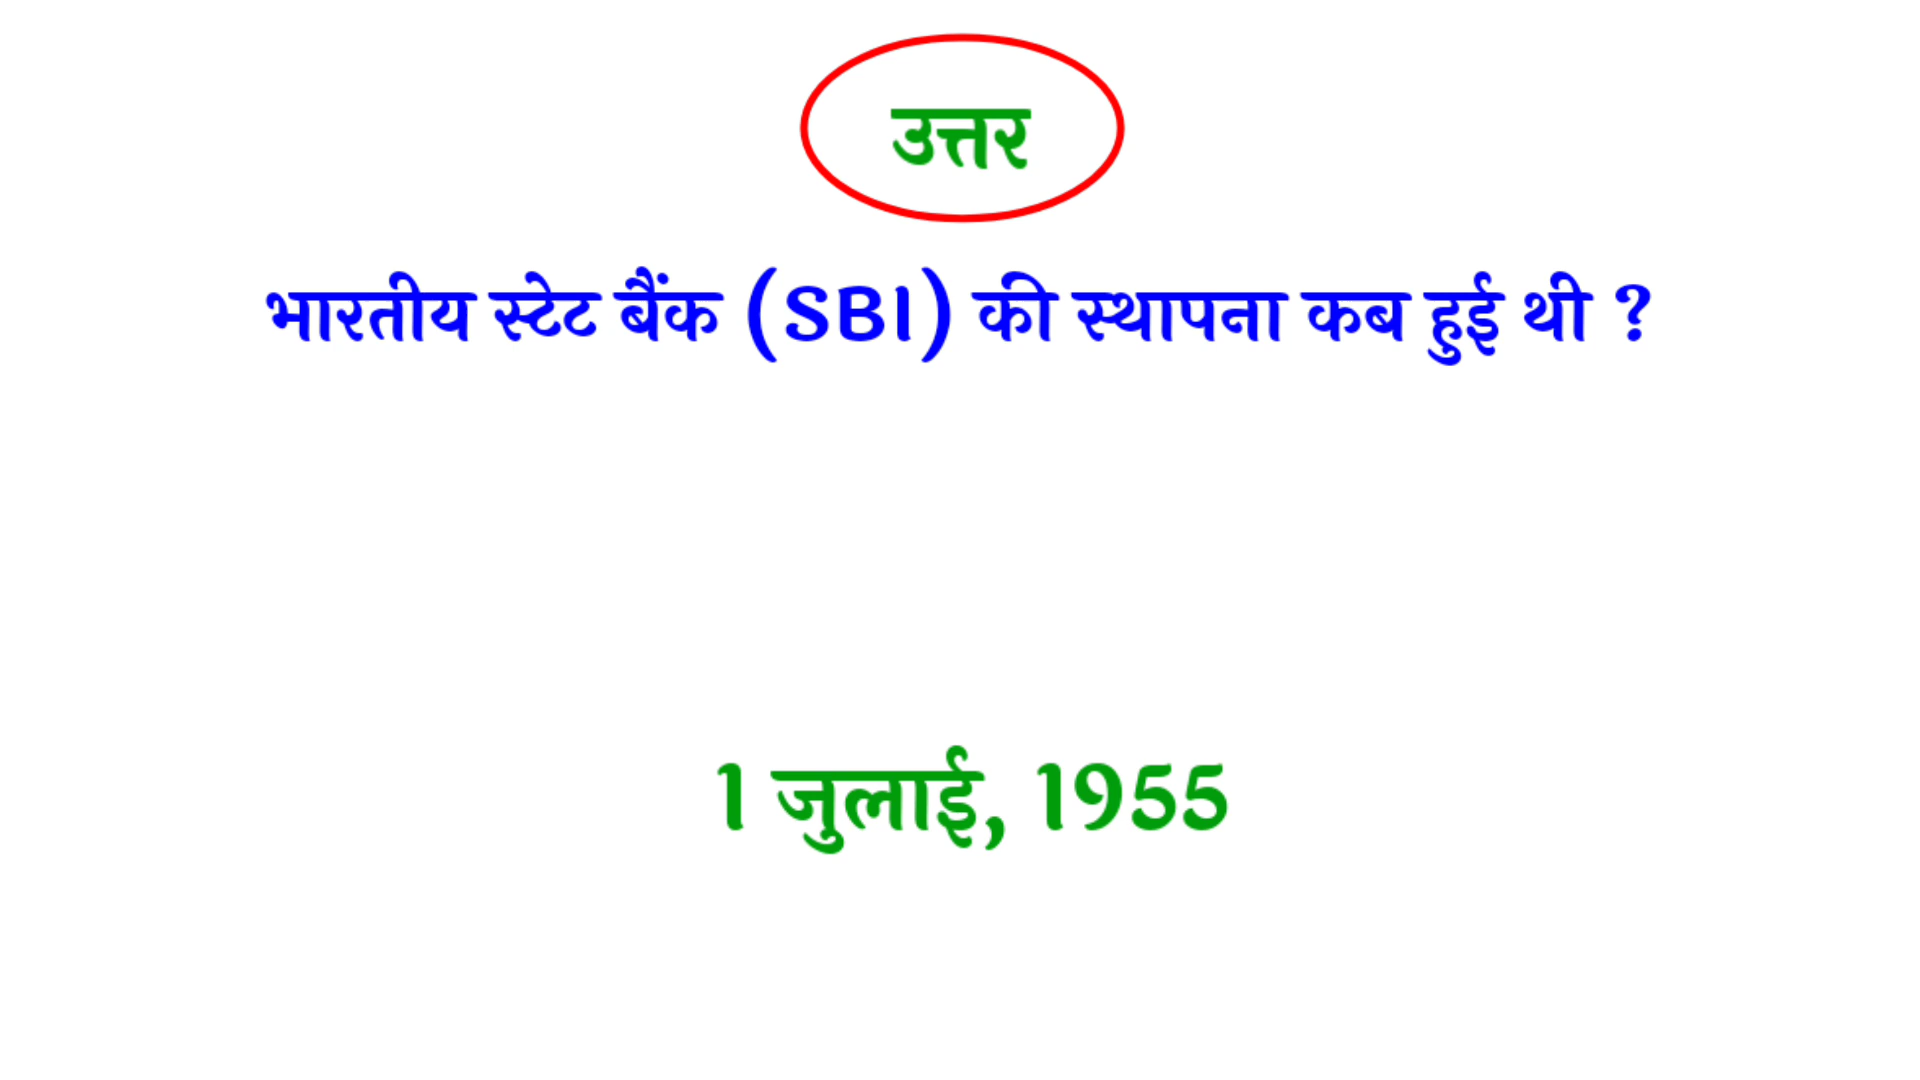 उत्तर
भारतीय स्टेट बैंक (SBI) की स्थापना कब हुई थी ?
1 जुलाई, 1955